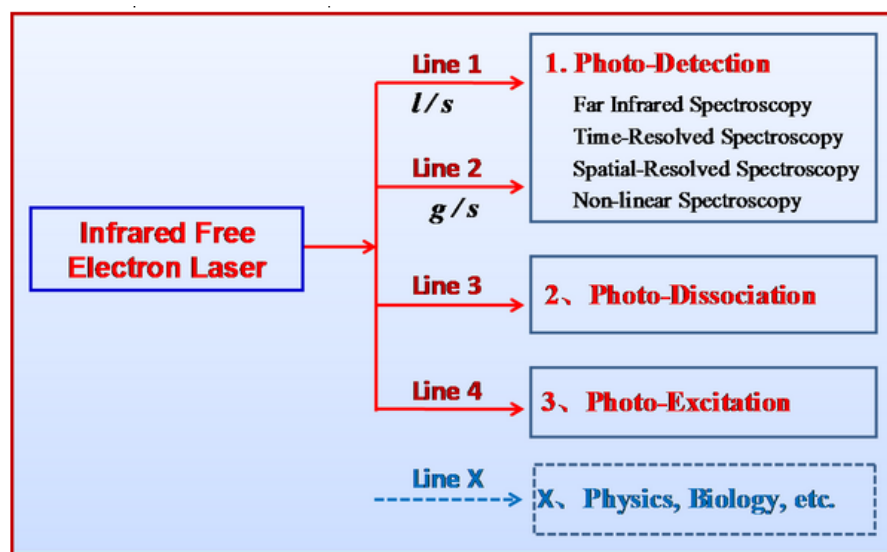 Line 1
l/s
Line 2
g/s
Infrared Free
Electron Laser
Line 3
Line 4
Line X
1. Photo-Detection
Far Infrared Spectroscopy
Time-Resolved Spectroscopy
Spatial-Resolved Spectroscopy
Non-linear Spectroscopy
2、Photo-Dissociation
3、Photo-Excitation
X、Physics, Biology, etc.